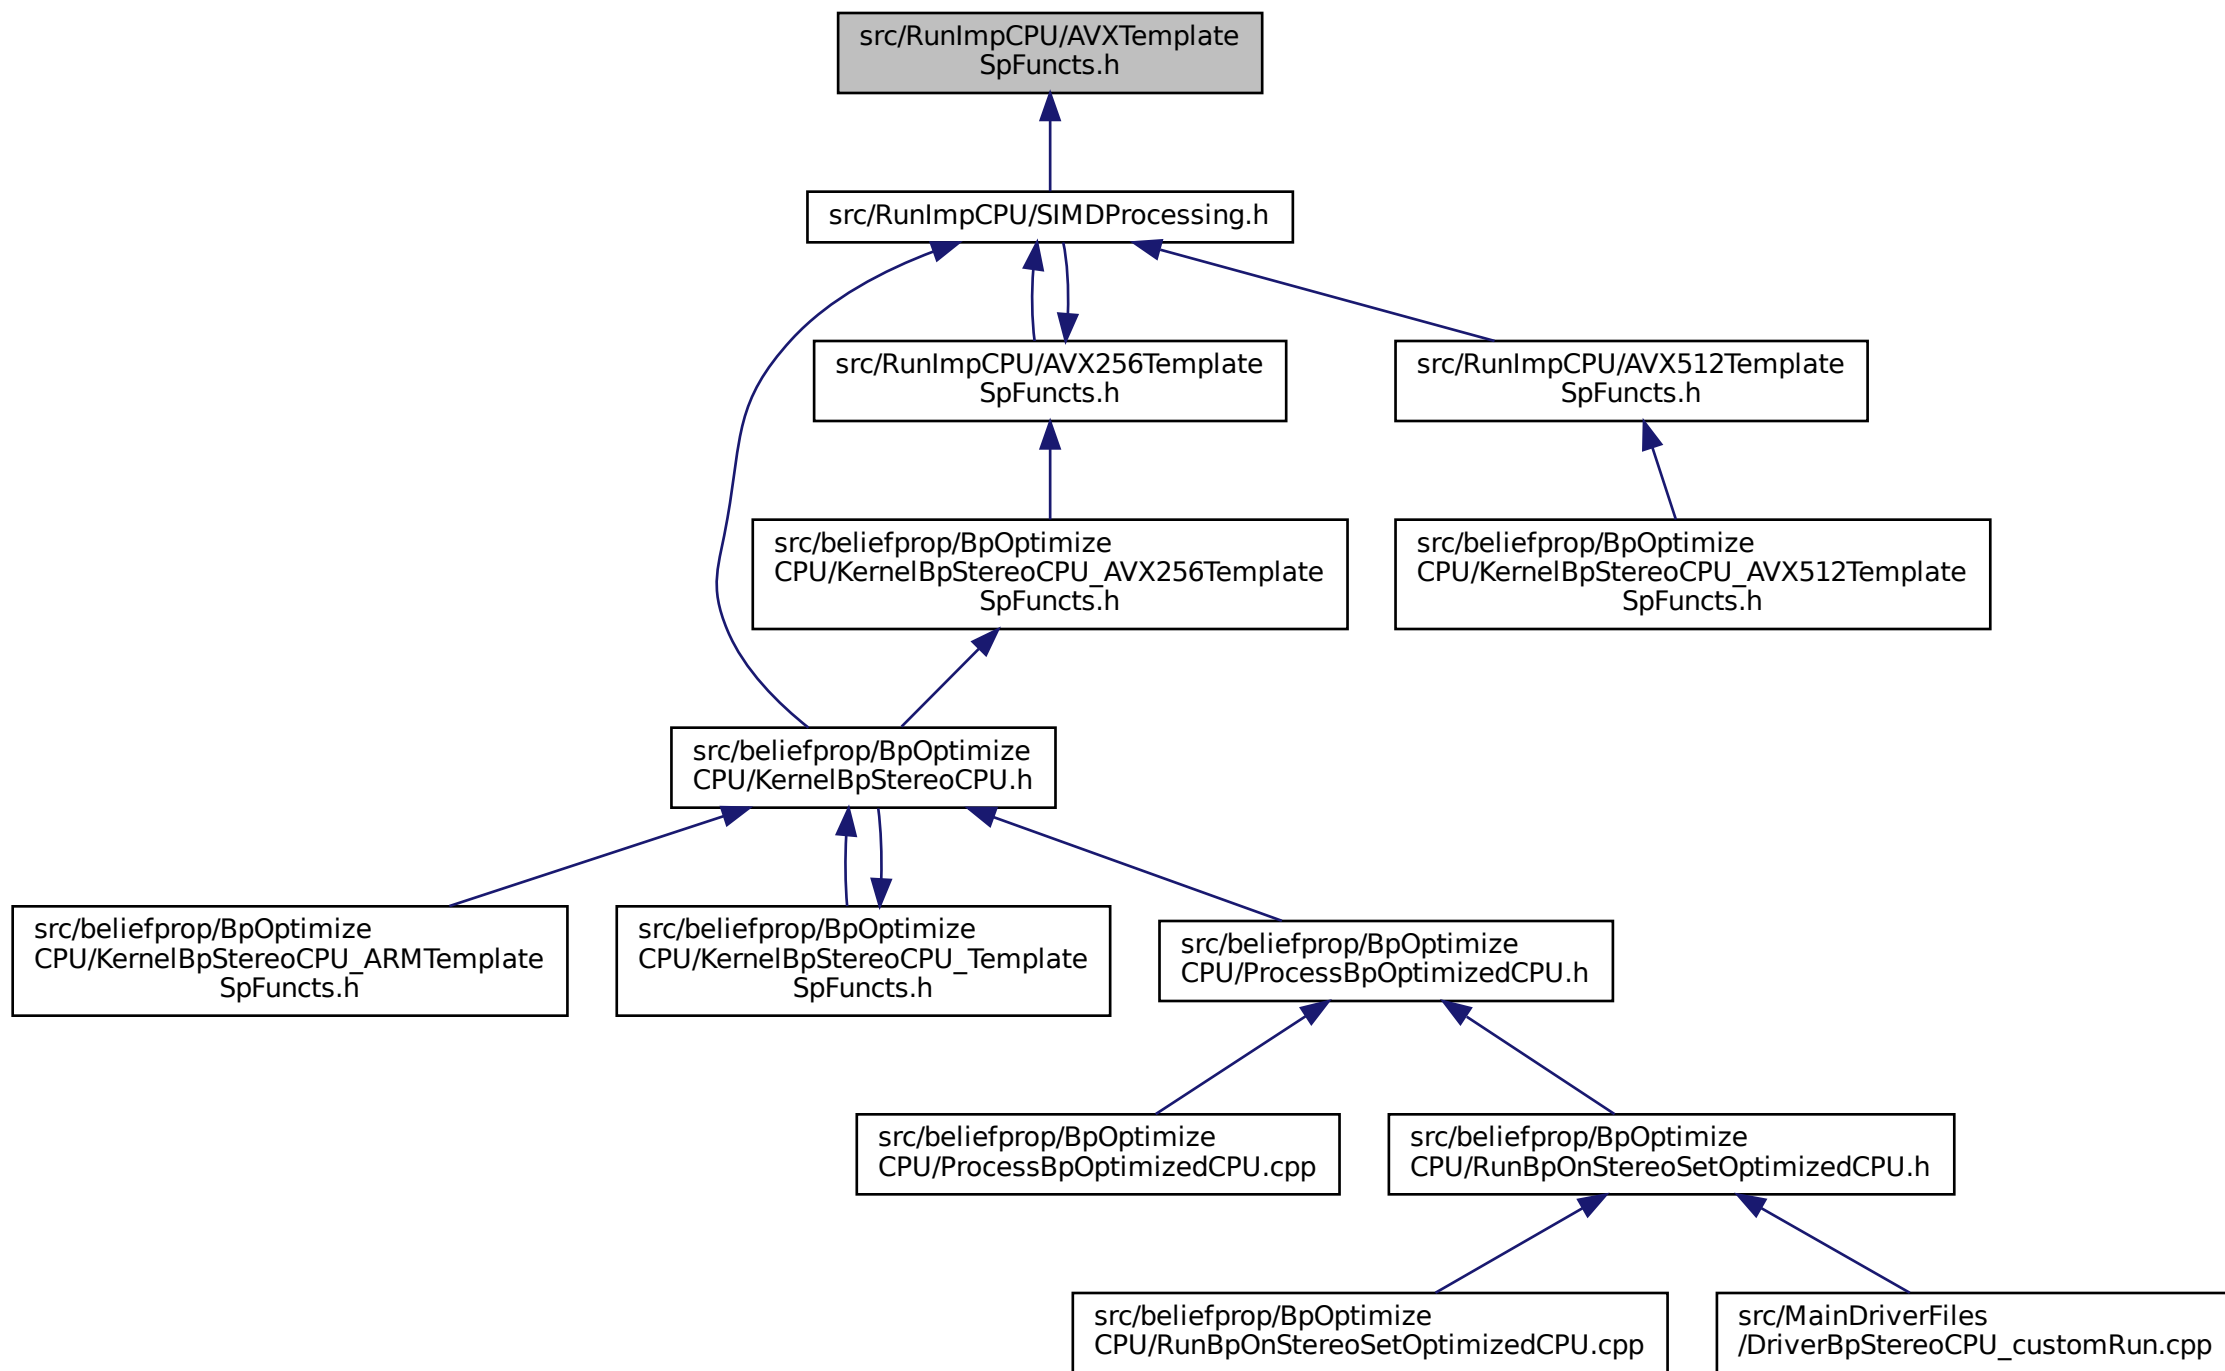 src/RunImpCPU/AVXTemplate
SpFuncts.h
src/RunImpCPU/SIMDProcessing.h
src/RunImpCPU/AVX256Template
SpFuncts.h
src/RunImpCPU/AVX512Template
SpFuncts.h
src/beliefprop/BpOptimize
CPU/KernelBpStereoCPU_AVX256Template
SpFuncts.h
src/beliefprop/BpOptimize
CPU/KernelBpStereoCPU_AVX512Template
SpFuncts.h
src/beliefprop/BpOptimize
CPU/KernelBpStereoCPU.h
src/beliefprop/BpOptimize
CPU/KernelBpStereoCPU_ARMTemplate
SpFuncts.h
src/beliefprop/BpOptimize
CPU/KernelBpStereoCPU_Template
SpFuncts.h
src/beliefprop/BpOptimize
CPU/ProcessBpOptimizedCPU.h
src/beliefprop/BpOptimize
CPU/ProcessBpOptimizedCPU.cpp
src/beliefprop/BpOptimize
CPU/RunBpOnStereoSetOptimizedCPU.h
src/beliefprop/BpOptimize
CPU/RunBpOnStereoSetOptimizedCPU.cpp
src/MainDriverFiles
/DriverBpStereoCPU_customRun.cpp